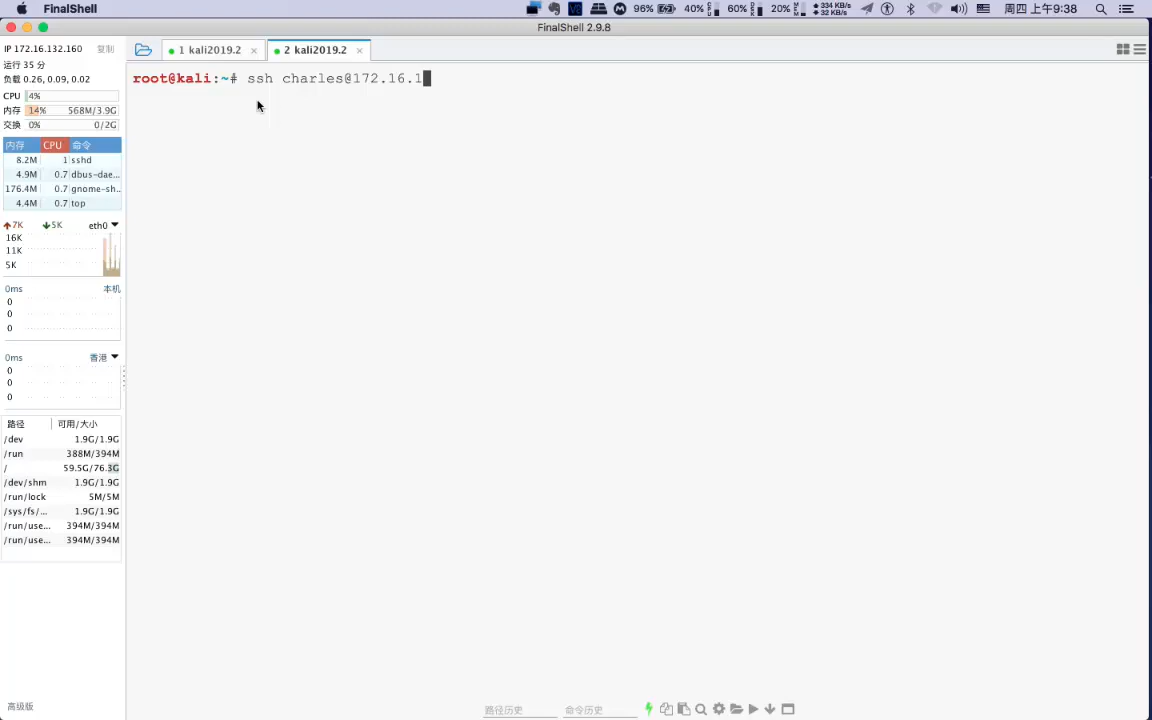 FinalShell
96%
40%
60%
20%
334 KB/s
32 KB/s
周四 上午9:38
FinalShell 2.9.8
IP 172.16.132.160 复制
1 kali2019.2
2 kali2019.2
运行 35 分
负载 0.26, 0.09, 0.02
CPU 4%
内存 14% 568M/3.9G
交换 0% 0/2G
内存 CPU 命令
8.2M 1 sshd
4.9M 0.7 dbus-dae...
176.4M 0.7 gnome-sh..
4.4M 0.7 top
7K 5K eth0
16K
11K
5K
0ms 本机
0
0
0
0ms 香港
0
0
0
路径 可用/大小
/dev 1.9G/1.9G
/run 388M/394M
/ 59.5G/76.3G
/dev/shm 1.9G/1.9G
/run/lock 5M/5M
/sys/fs/... 1.9G/1.9G
/run/use... 394M/394M
/run/use... 394M/394M
高级版
root@kali:~# ssh charles@172.16.1
路径历史 命令历史